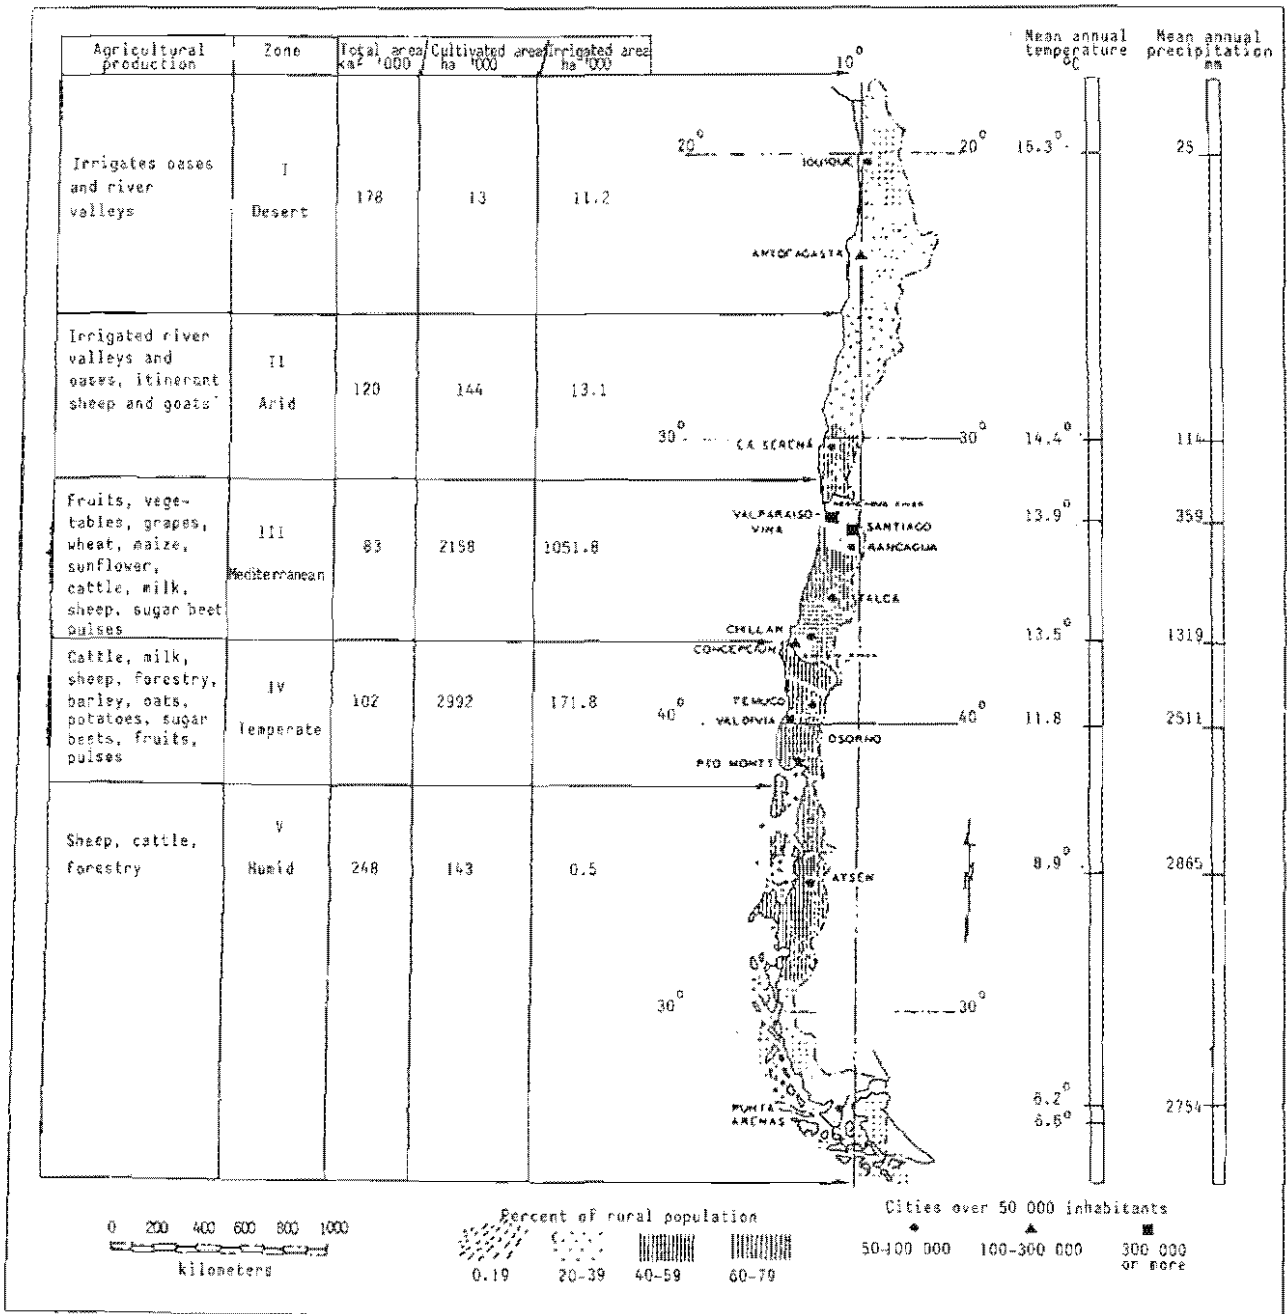 Agricultural production
Zone
Total area km² '000
Cultivated area ha '000
Irrigated area ha '000
Irrigates oases
and river
valleys
I
Desert
178
13
11.2
Irrigated river
valleys and
oases, itinerant
sheep and goats
II
Arid
120
144
13.1
Fruits, vege-
tables, grapes,
wheat, maize,
sunflower,
cattle, milk,
sheep, sugar beet
pulses
III
Mediterranean
83
2158
1051.8
Cattle, milk,
sheep, forestry,
barley, oats,
potatoes, sugar
beets, fruits,
pulses
IV
Temperate
102
2992
171.8
Sheep, cattle,
forestry
V
Humid
248
143
0.5
10°
20°
20°
IQUIQUE
ANTOFAGASTA
30°
30°
LA SERENA
VALPARAISO-
VINA
SANTIAGO
RANCAGUA
TALCA
CHILLAN
CONCEPCION
TEMUCO
40°
VALDIVIA
40°
OSORNO
PTO MONTT
AYSEN
30°
30°
PUNTA
ARENAS
Mean annual
temperature
°C
15.3°
14.4°
13.9°
13.5°
11.8
8.9°
6.2°
6.6°
Mean annual
precipitation
mm
25
114
359
1319
2511
2865
2754
0 200 400 600 800 1000
kilometers
Percent of rural population
0.19 20-39 40-59 60-79
Cities over 50 000 inhabitants
50-100 000 100-300 000 300 000
or more